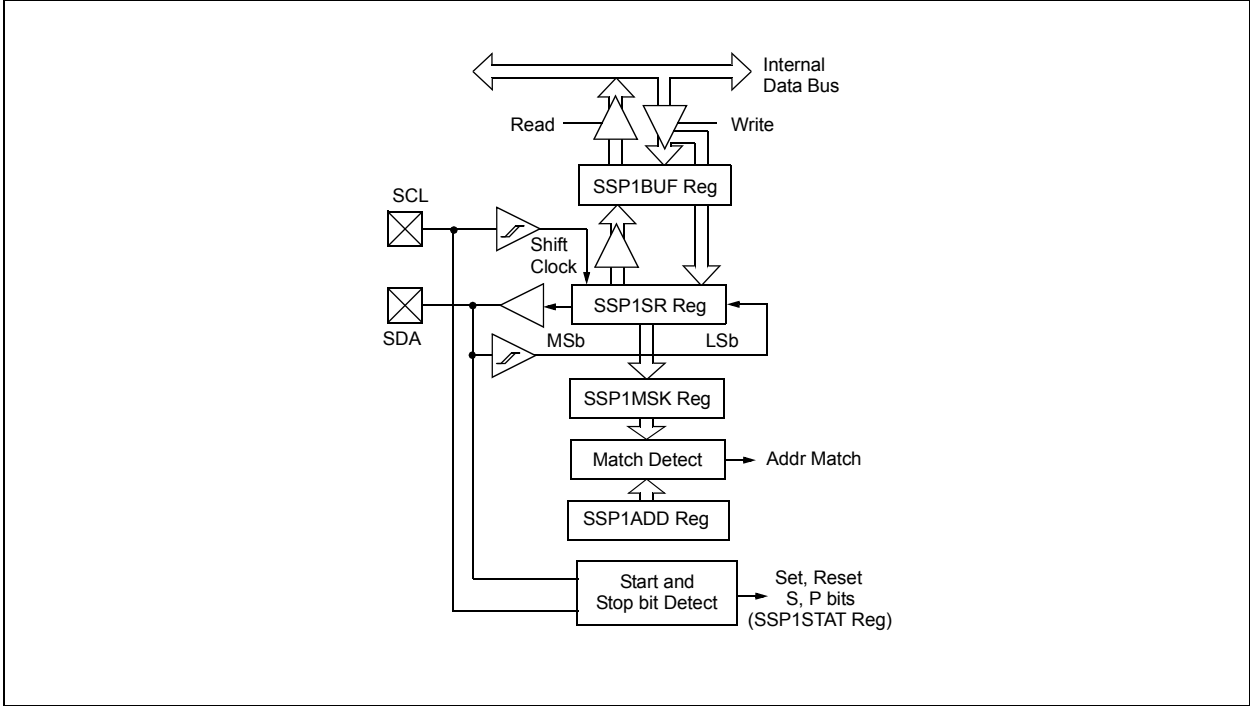 Internal
Data Bus
Read
Write
SSP1BUF Reg
SCL
Shift
Clock
SSP1SR Reg
SDA
MSb
LSb
SSP1MSK Reg
Match Detect
Addr Match
SSP1ADD Reg
Start and
Stop bit Detect
Set, Reset
S, P bits
(SSP1STAT Reg)